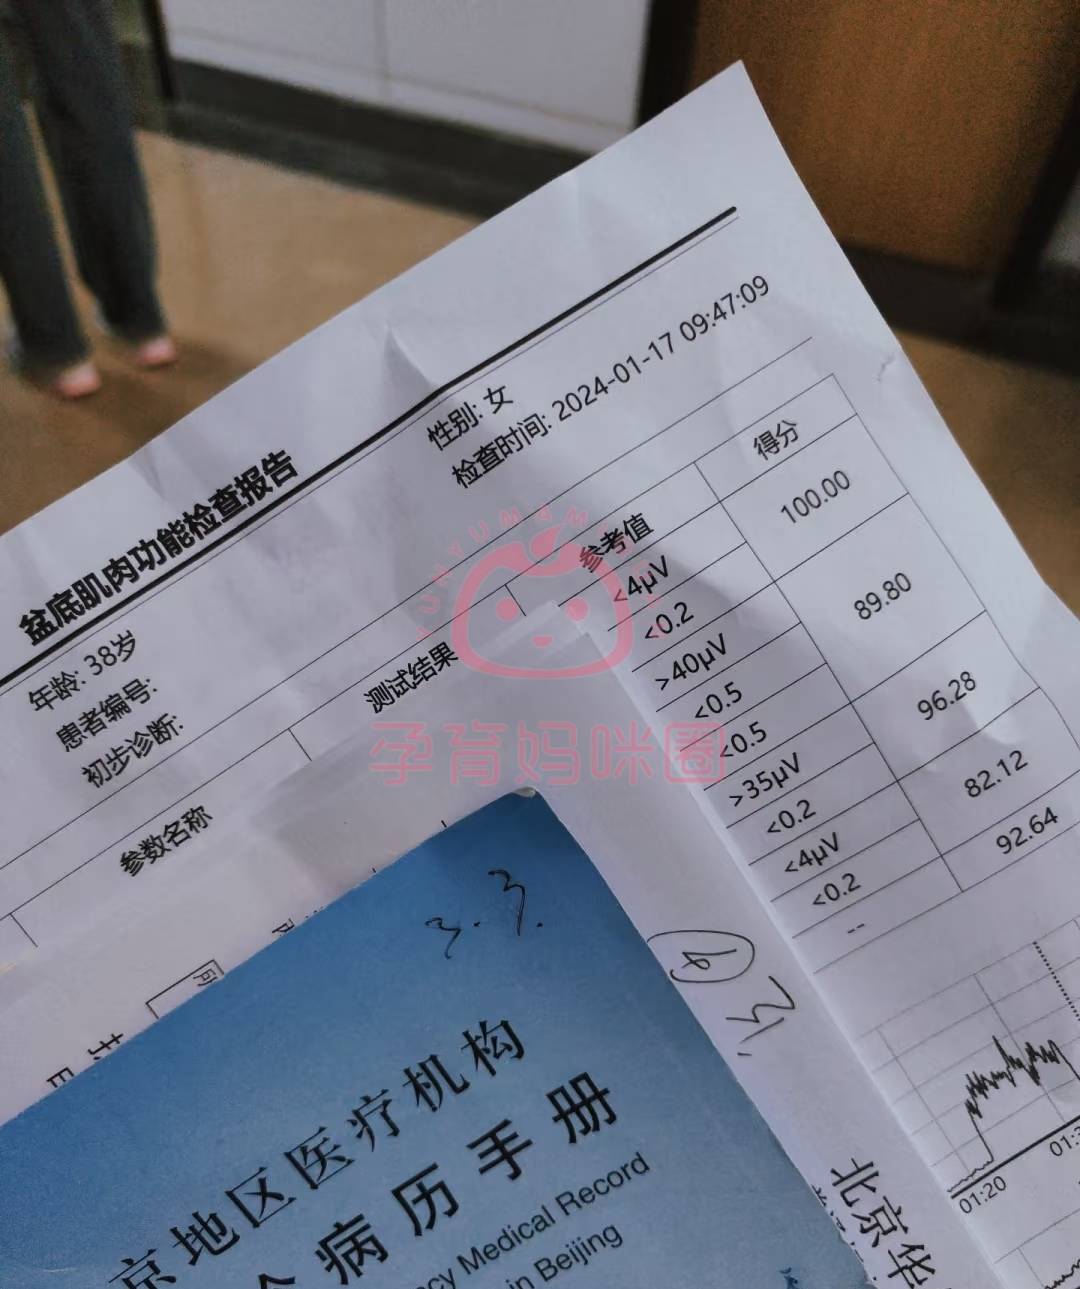 盆底肌肉功能检查报告
年龄: 38岁
性别: 女
患者编号:
检查时间: 2024-01-17 09:47:09
初步诊断:
参数名称
测试结果
参考值
得分
<4μV
<0.2
100.00
>40μV
<0.5
<0.5
89.80
>35μV
<0.2
96.28
<4μV
<0.2
82.12
--
92.64
01:20
孕育妈咪圈
3.3.
京地区医疗机构
病历手册
Medical Record
in Beijing
北京华